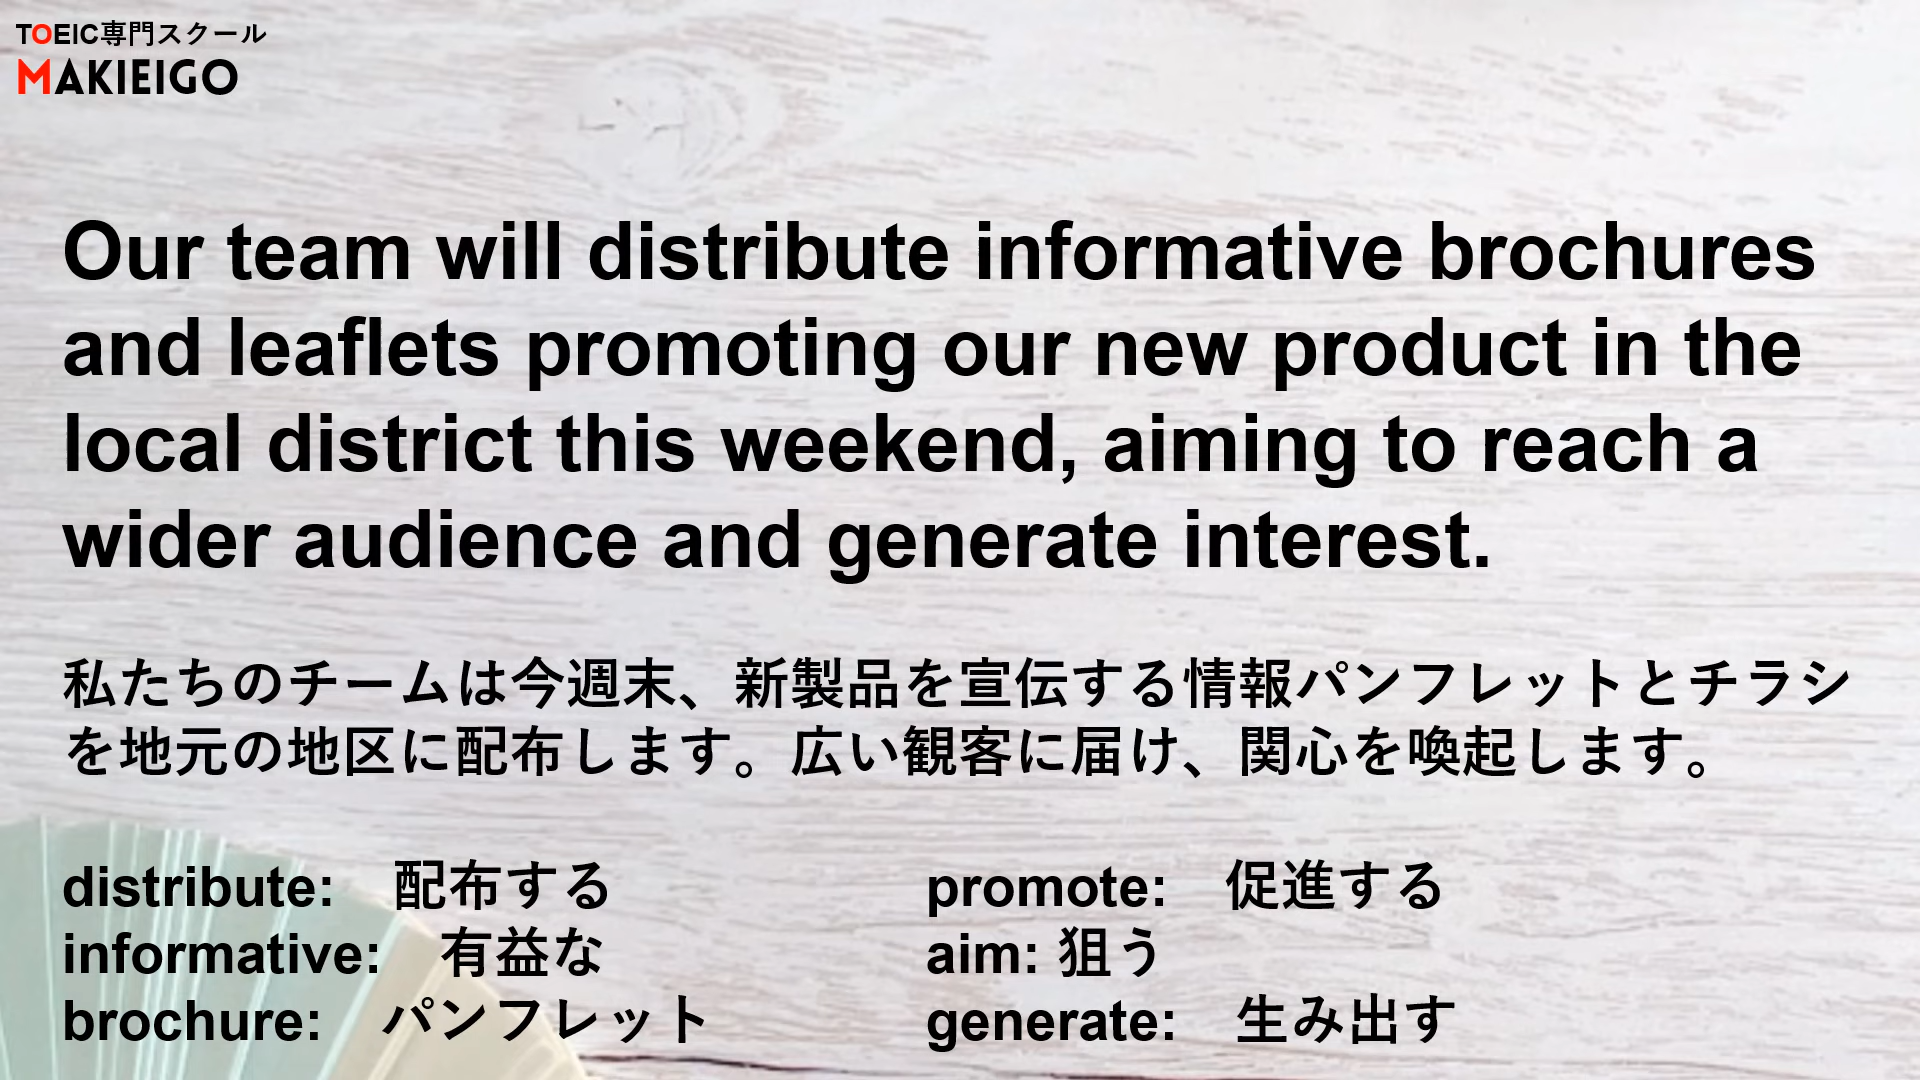 TOEIC専門スクール
MAKIEIGO
Our team will distribute informative brochures
and leaflets promoting our new product in the
local district this weekend, aiming to reach a
wider audience and generate interest.
私たちのチームは今週末、新製品を宣伝する情報パンフレットとチラシ
を地元の地区に配布します。広い観客に届け、関心を喚起します。
distribute:　配布する
informative:　有益な
brochure:　パンフレット
promote:　促進する
aim: 狙う
generate:　生み出す